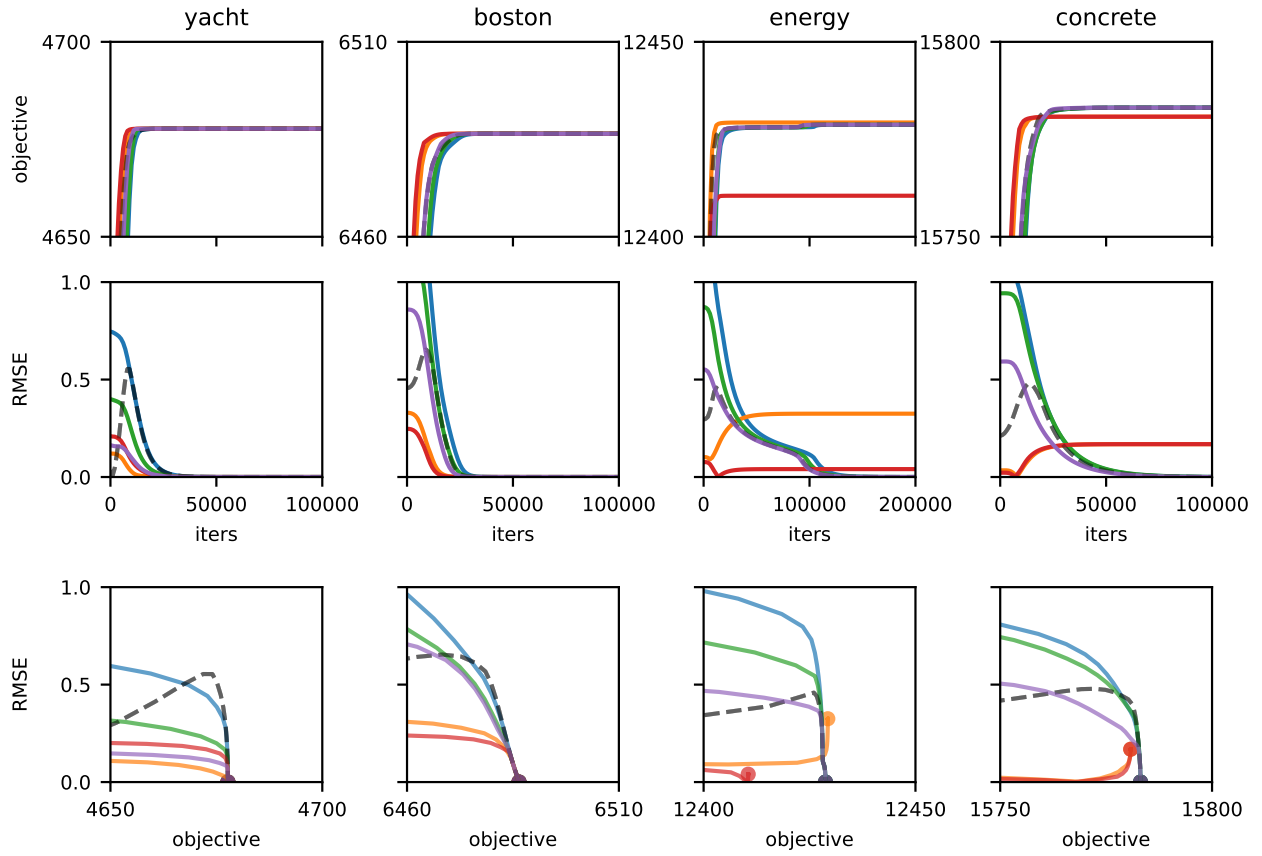 yacht boston energy concrete
4700 6510 12450 15800
objective
4650 6460 12400 15750
1.0
RMSE
0.5
0.0
0 50000 100000 0 50000 100000 0 100000 200000 0 50000 100000
iters iters iters iters
1.0
RMSE
0.5
0.0
4650 4700 6460 6510 12400 12450 15750 15800
objective objective objective objective